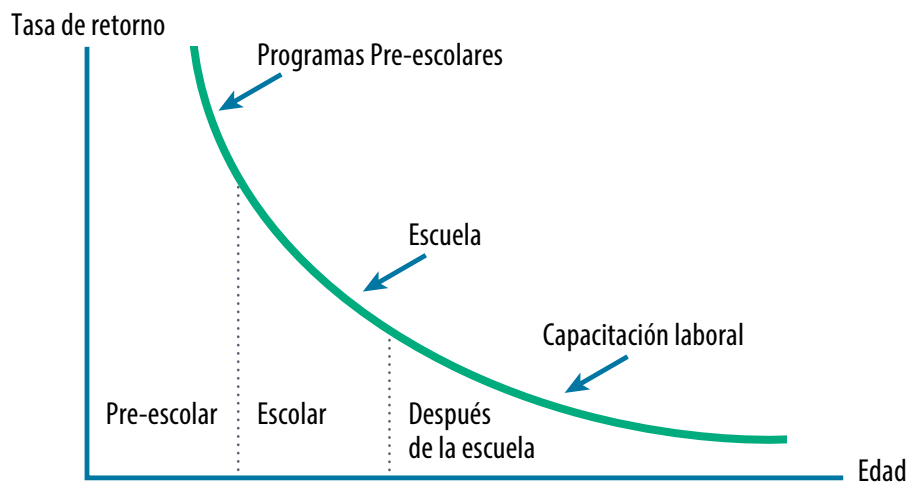 Tasa de retorno
Programas Pre-escolares
Escuela
Capacitación laboral
Pre-escolar
Escolar
Después
de la escuela
Edad